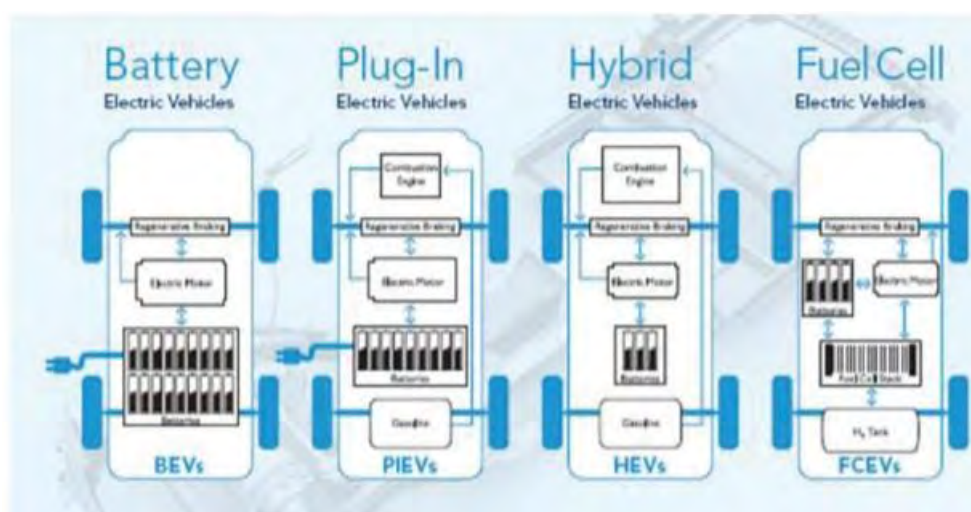 Battery
Electric Vehicles
Combustion
Engine
Regenerative Braking
Electric Motor
Batteries
BEVs
Plug-In
Electric Vehicles
Regenerative Braking
Electric Motor
Batteries
Gasoline
PIEVs
Hybrid
Electric Vehicles
Combustion
Engine
Regenerative Braking
Electric Motor
Batteries
Gasoline
HEVs
Fuel Cell
Electric Vehicles
Regenerative Braking
Batteries
Electric Motor
Fuel Cell Stack
H₂ Tank
FCEVs